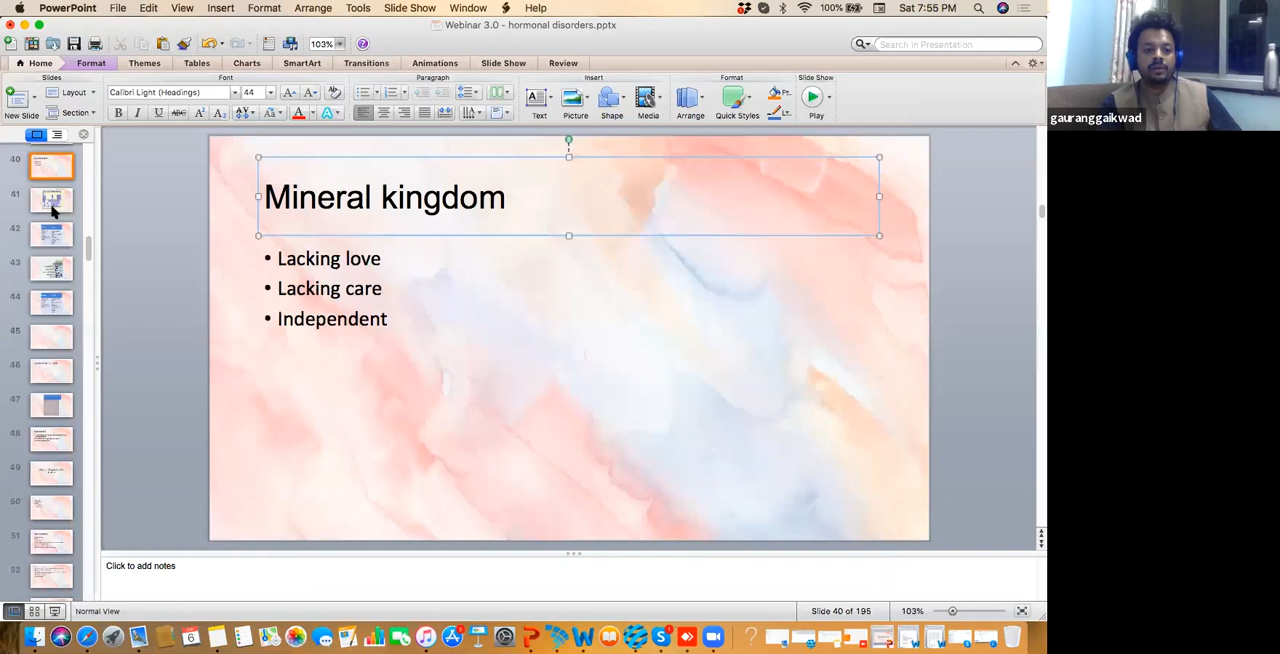 PowerPoint File Edit View Insert Format Arrange Tools Slide Show Window Help 100% Sat 7:55 PM
Webinar 3.0 - hormonal disorders.pptx
103% Search in Presentation
Home Format Themes Tables Charts SmartArt Transitions Animations Slide Show Review
Slides Font Paragraph Insert Format Slide Show
New Slide Layout Section Calibri Light (Headings) 44 Text Picture Shape Media Arrange Quick Styles Play
B I U ABC A² A₂ Aa A A
gauranggaikwad
40
41
42
43
44
45
46
47
48
49
50
51
52
Mineral kingdom
• Lacking love
• Lacking care
• Independent
Click to add notes
Normal View Slide 40 of 195 103%